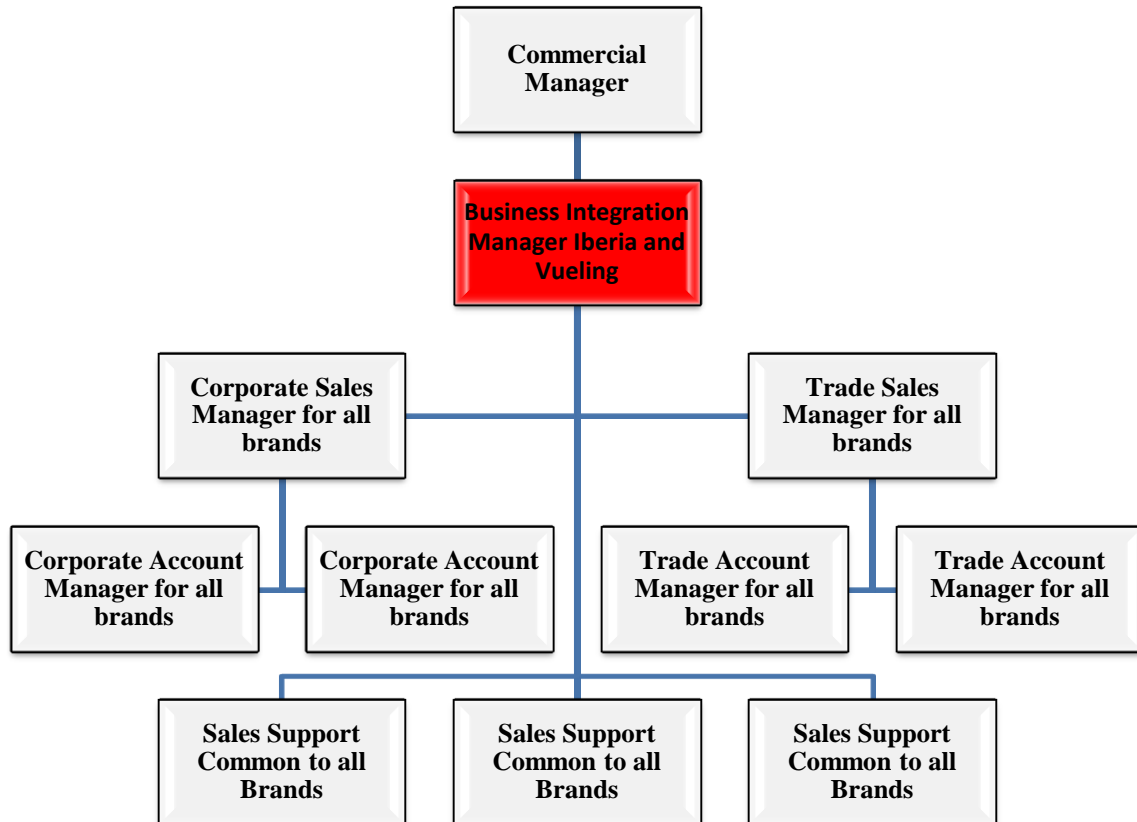 Commercial
Manager
Business Integration
Manager Iberia and
Vueling
Corporate Sales
Manager for all
brands
Trade Sales
Manager for all
brands
Corporate Account
Manager for all
brands
Corporate Account
Manager for all
brands
Trade Account
Manager for all
brands
Trade Account
Manager for all
brands
Sales Support
Common to all
Brands
Sales Support
Common to all
Brands
Sales Support
Common to all
Brands